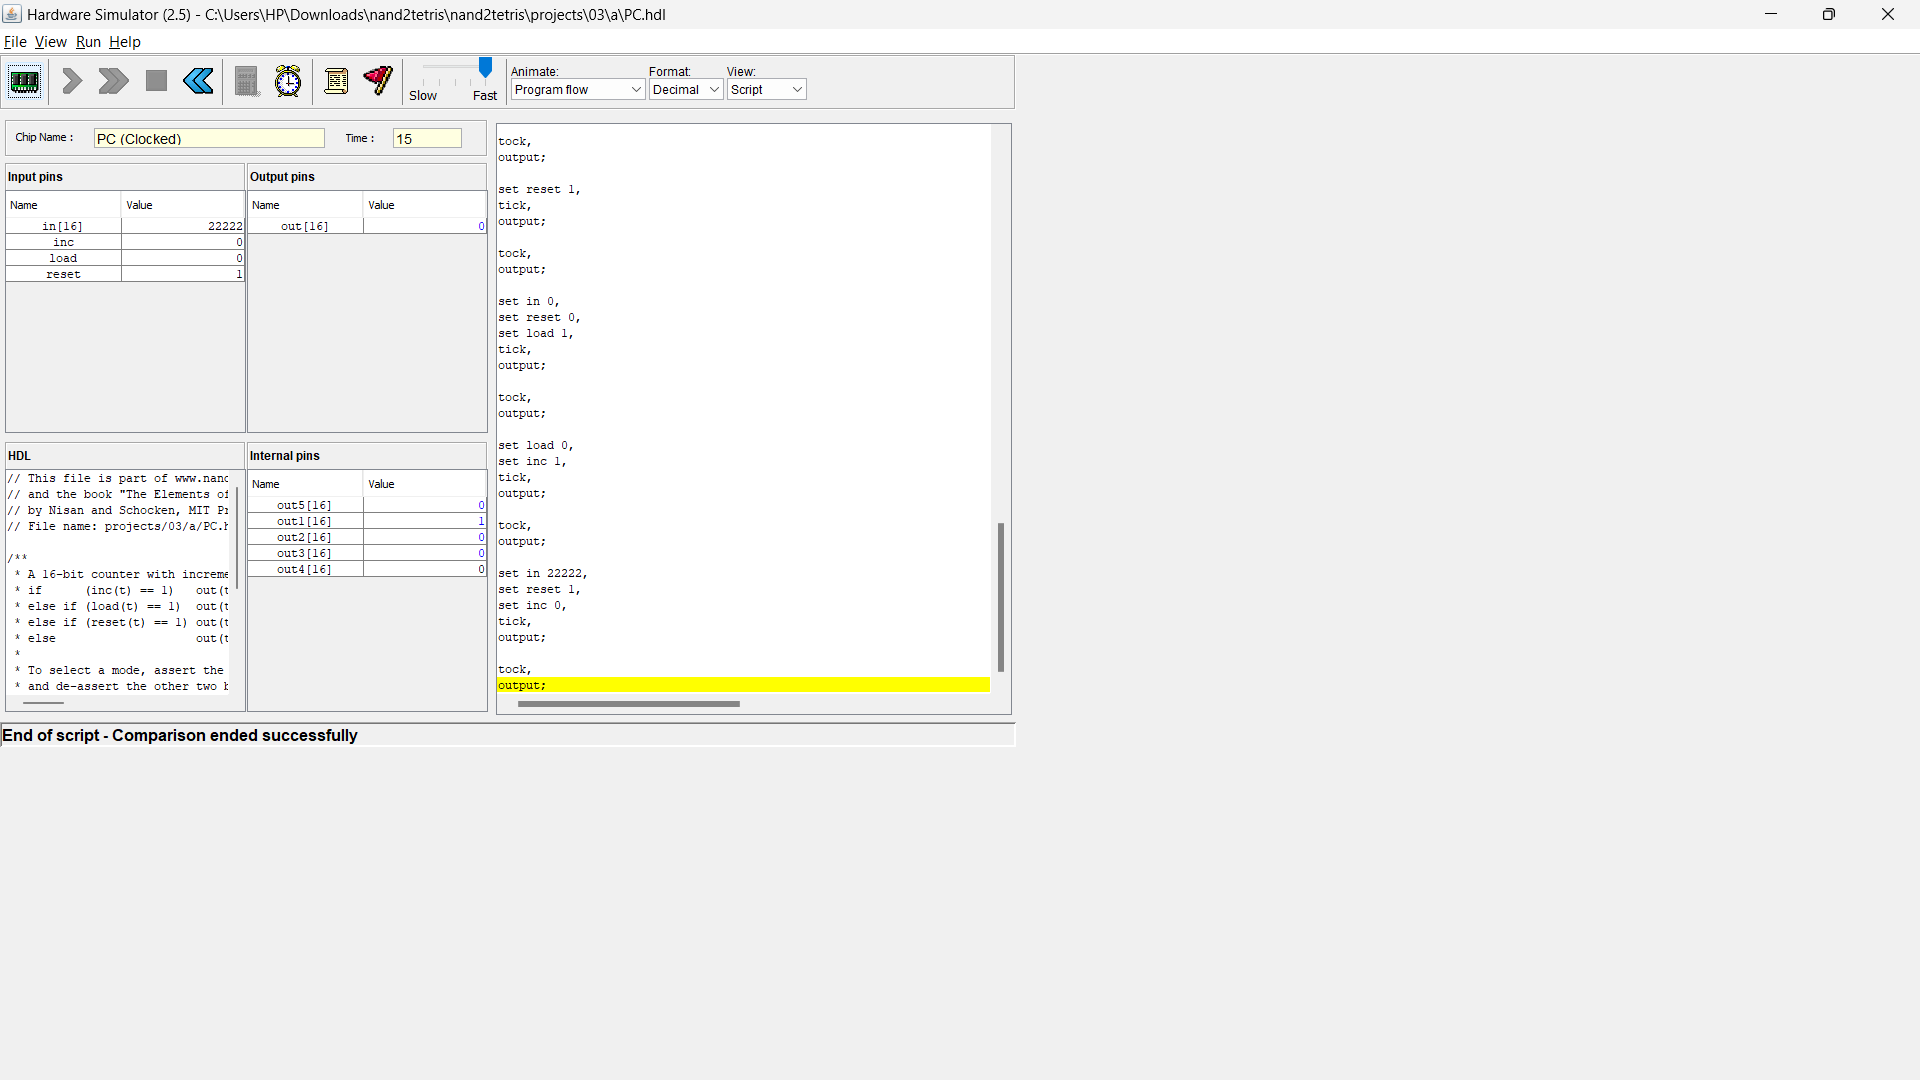 Hardware Simulator (2.5) - C:\Users\HP\Downloads\nand2tetris\nand2tetris\projects\03\a\PC.hdl
File View Run Help
Slow Fast
Animate: Format: View:
Program flow Decimal Script
Chip Name : PC (Clocked) Time : 15
Input pins
Name Value
in[16] 22222
inc 0
load 0
reset 1
Output pins
Name Value
out[16] 0
HDL
// This file is part of www.nand
// and the book "The Elements of
// by Nisan and Schocken, MIT Pr
// File name: projects/03/a/PC.h
/**
* A 16-bit counter with increme
* if (inc(t) == 1) out(t
* else if (load(t) == 1) out(t
* else if (reset(t) == 1) out(t
* else out(t
*
* To select a mode, assert the
* and de-assert the other two b
Internal pins
Name Value
out5[16] 0
out1[16] 1
out2[16] 0
out3[16] 0
out4[16] 0
tock,
output;
set reset 1,
tick,
output;
tock,
output;
set in 0,
set reset 0,
set load 1,
tick,
output;
tock,
output;
set load 0,
set inc 1,
tick,
output;
tock,
output;
set in 22222,
set reset 1,
set inc 0,
tick,
output;
tock,
output;
End of script - Comparison ended successfully